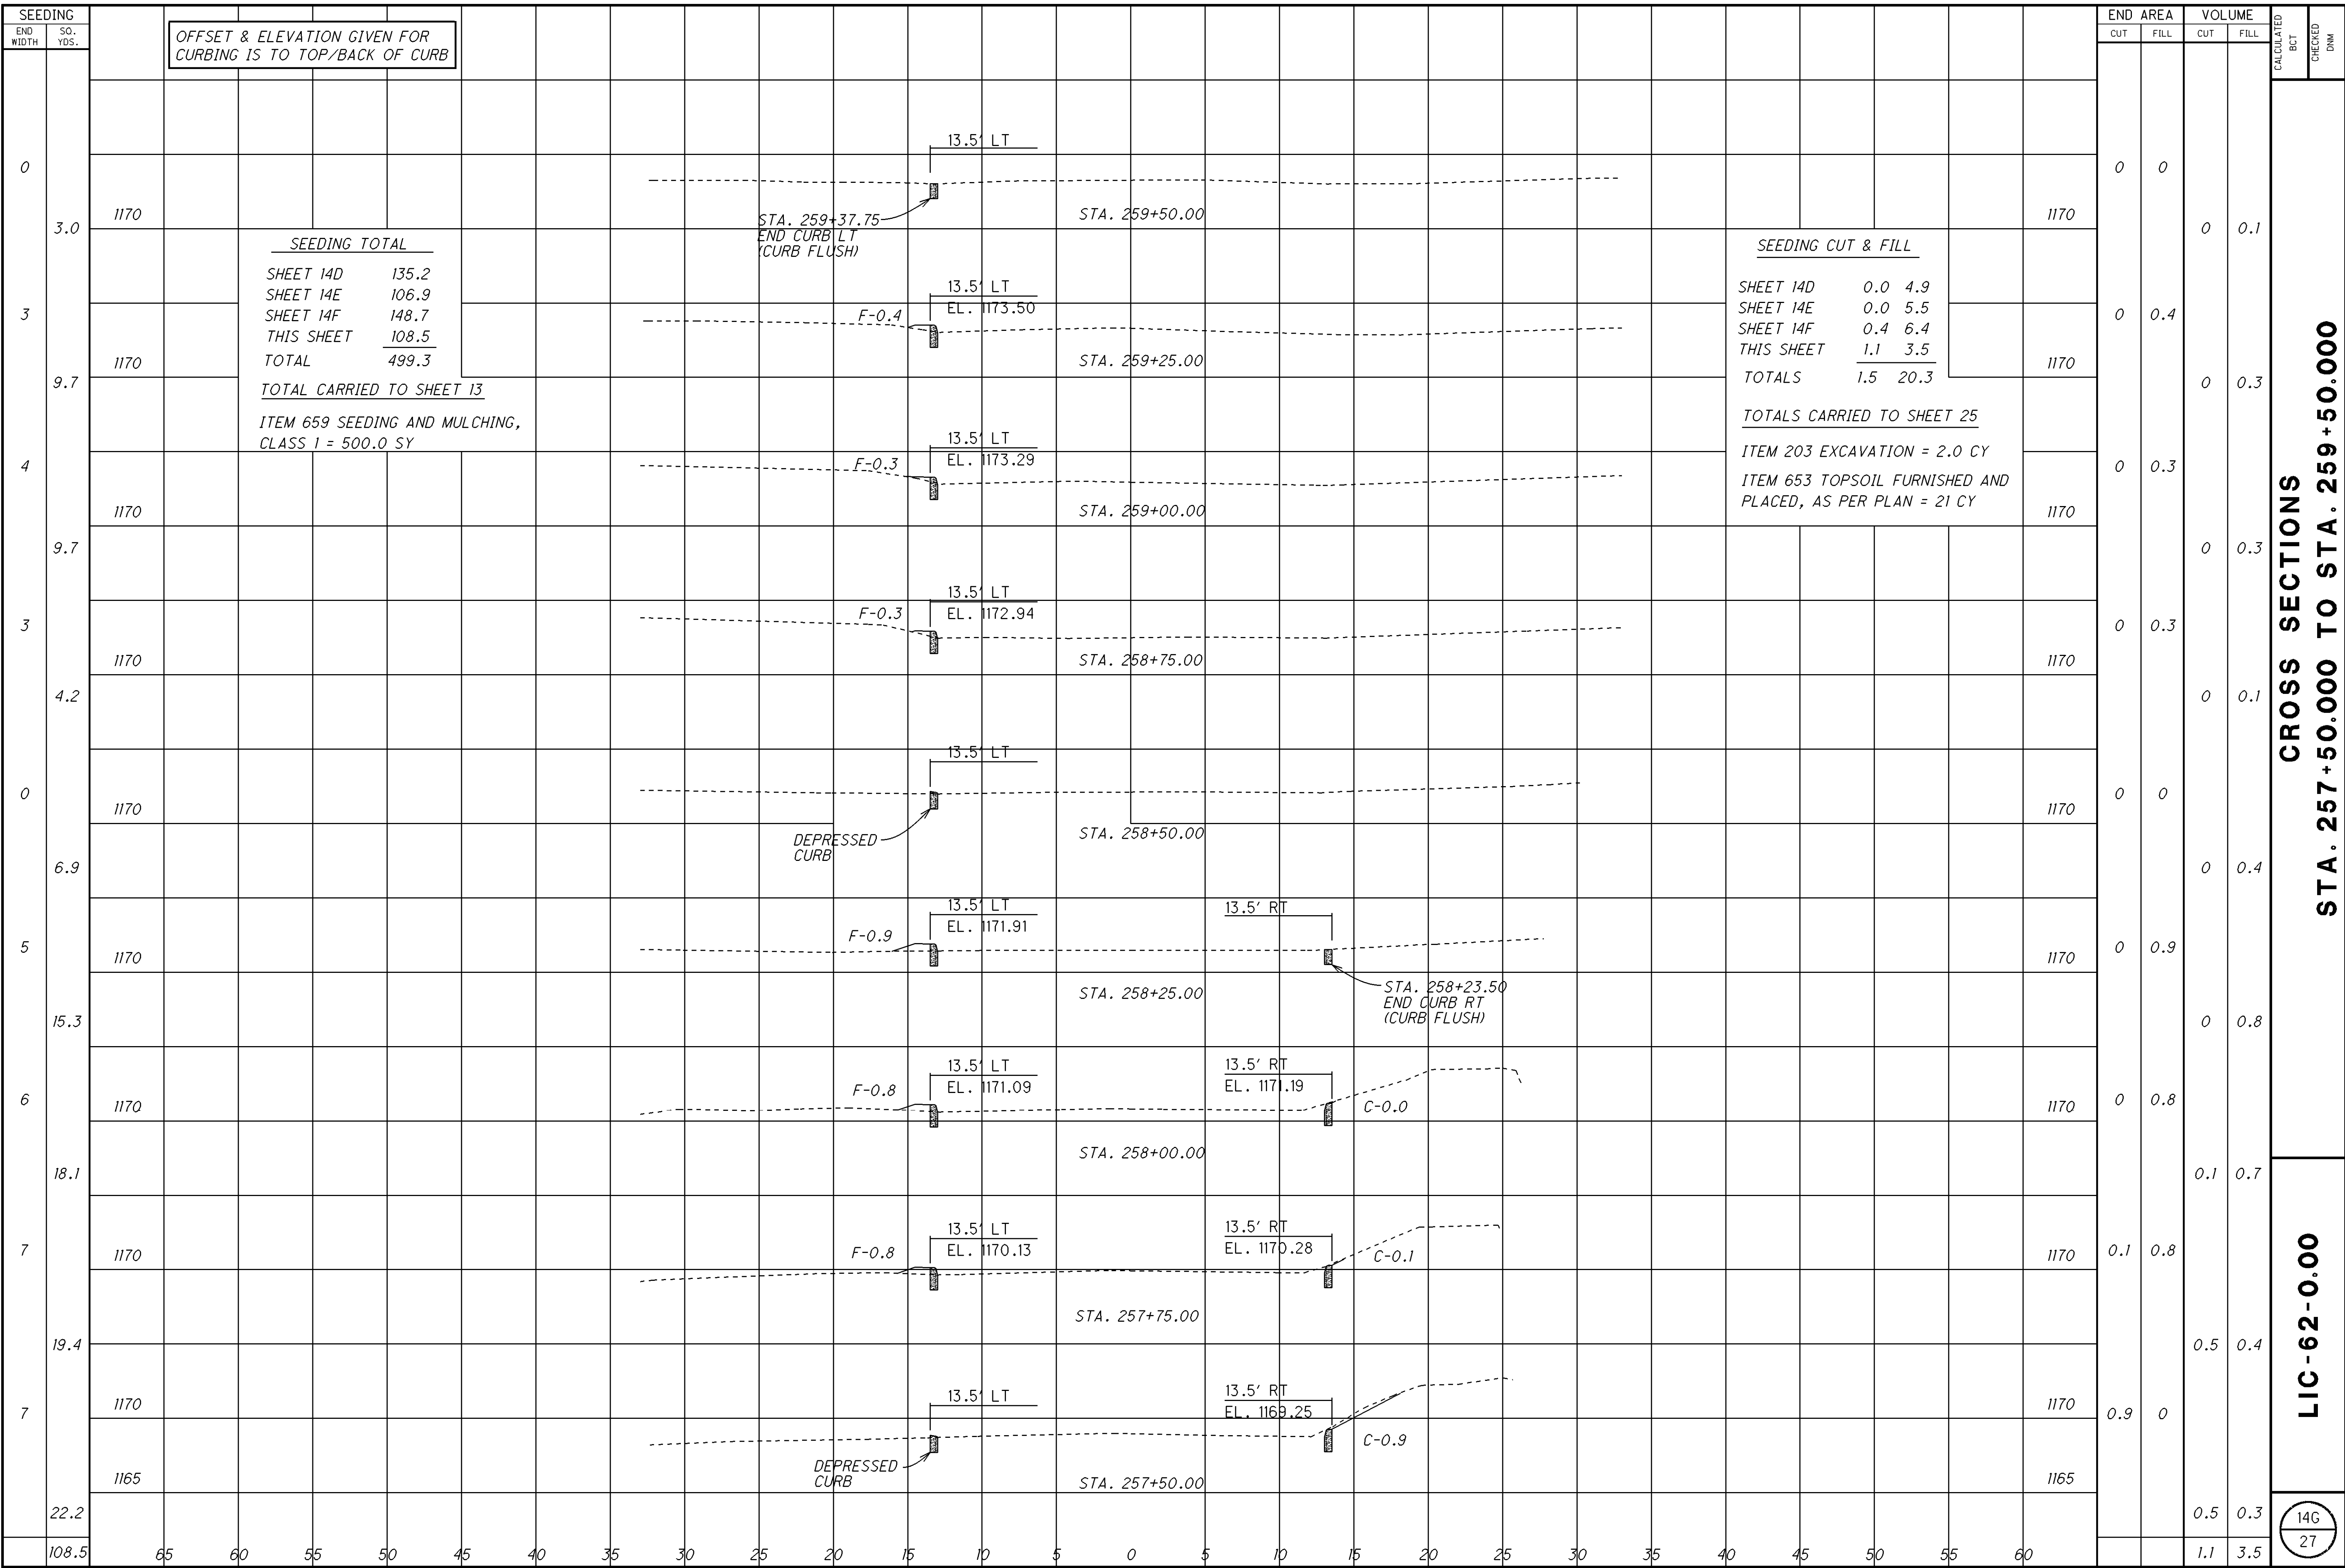 SEEDING
END WIDTH
SQ. YDS.
OFFSET & ELEVATION GIVEN FOR
CURBING IS TO TOP/BACK OF CURB
END AREA
VOLUME
CUT
FILL
CUT
FILL
CALCULATED
BCT
CHECKED
DNM
13.5' LT
0
0
0
1170
STA. 259+37.75
END CURB LT
(CURB FLUSH)
STA. 259+50.00
1170
3.0
0
0.1
SEEDING TOTAL
SHEET 14D 135.2
SHEET 14E 106.9
SHEET 14F 148.7
THIS SHEET 108.5
TOTAL 499.3
TOTAL CARRIED TO SHEET 13
ITEM 659 SEEDING AND MULCHING,
CLASS 1 = 500.0 SY
SEEDING CUT & FILL
SHEET 14D 0.0 4.9
SHEET 14E 0.0 5.5
SHEET 14F 0.4 6.4
THIS SHEET 1.1 3.5
TOTALS 1.5 20.3
TOTALS CARRIED TO SHEET 25
ITEM 203 EXCAVATION = 2.0 CY
ITEM 653 TOPSOIL FURNISHED AND
PLACED, AS PER PLAN = 21 CY
13.5' LT
EL. 1173.50
F-0.4
3
0
0.4
1170
STA. 259+25.00
1170
9.7
0
0.3
13.5' LT
EL. 1173.29
F-0.3
4
0
0.3
1170
STA. 259+00.00
1170
9.7
0
0.3
13.5' LT
EL. 1172.94
F-0.3
3
0
0.3
1170
STA. 258+75.00
1170
4.2
0
0.1
13.5' LT
0
0
0
1170
1170
DEPRESSED
CURB
STA. 258+50.00
6.9
0
0.4
13.5' LT
EL. 1171.91
F-0.9
13.5' RT
5
0
0.9
1170
1170
STA. 258+25.00
STA. 258+23.50
END CURB RT
(CURB FLUSH)
15.3
0
0.8
13.5' LT
EL. 1171.09
F-0.8
13.5' RT
EL. 1171.19
C-0.0
6
0
0.8
1170
1170
STA. 258+00.00
18.1
0.1
0.7
13.5' LT
EL. 1170.13
F-0.8
13.5' RT
EL. 1170.28
C-0.1
7
0.1
0.8
1170
1170
STA. 257+75.00
19.4
0.5
0.4
13.5' LT
13.5' RT
EL. 1169.25
C-0.9
7
0.9
0
1170
1170
DEPRESSED
CURB
1165
STA. 257+50.00
1165
22.2
0.5
0.3
108.5
65 60 55 50 45 40 35 30 25 20 15 10 5 0 5 10 15 20 25 30 35 40 45 50 55 60
1.1
3.5
CROSS SECTIONS
STA. 257+50.000 TO STA. 259+50.000
LIC-62-0.00
14G
27